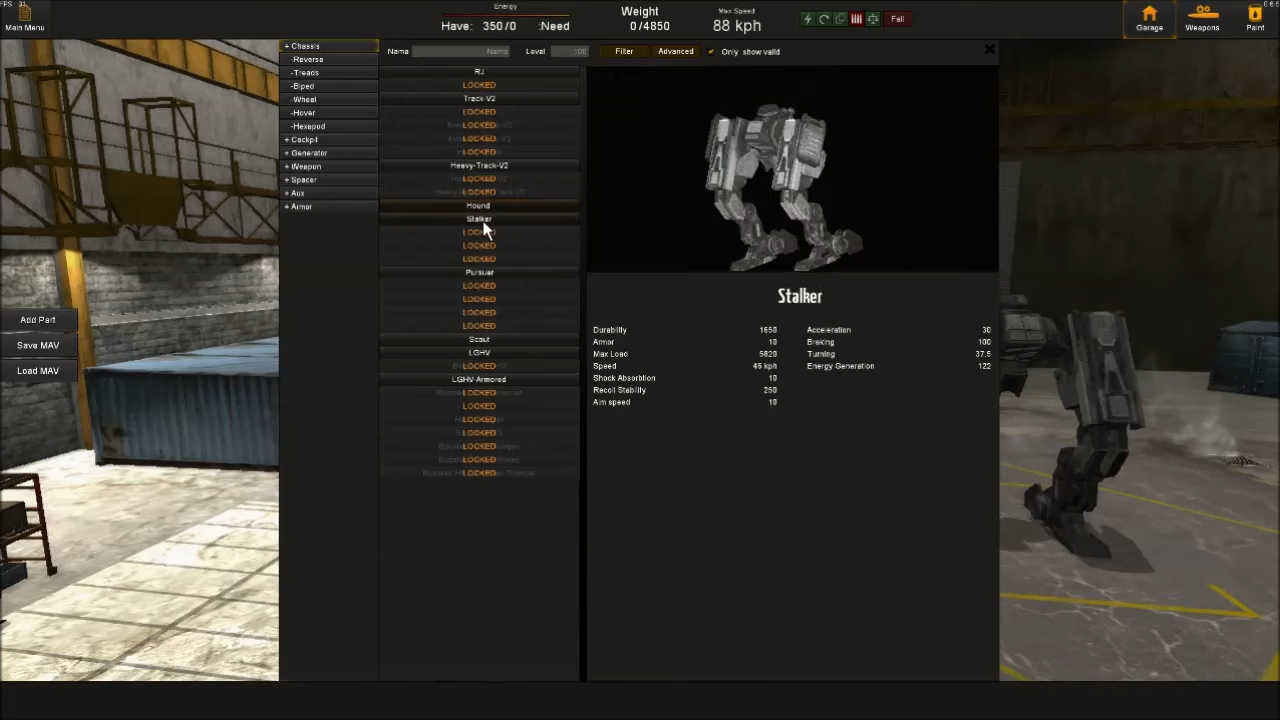 FPS 31
Main Menu
Energy
Have: 350/0 :Need
Weight
0/4850
Max Speed
88 kph
Fail
Garage
Weapons
Paint
+ Chassis
-Reverse
-Treads
-Biped
-Wheel
-Hover
-Hexapod
+ Cockpit
+ Generator
+ Weapon
+ Spacer
+ Aux
+ Armor
Name
Name
Level
100
Filter
Advanced
Only show valid
RJ
LOCKED
Track-V2
LOCKED
LOCKED
LOCKED
LOCKED
Heavy-Track-V2
LOCKED
LOCKED
Hound
Stalker
LOCKED
LOCKED
LOCKED
Pursuer
LOCKED
LOCKED
LOCKED
LOCKED
Scout
LGHV
LOCKED
LGHV Armored
LOCKED
LOCKED
LOCKED
LOCKED
LOCKED
LOCKED
LOCKED
Add Part
Save MAV
Load MAV
Stalker
Durability 1650
Armor 10
Max Load 5820
Speed 45 kph
Shock Absorbtion 10
Recoil Stability 250
Aim speed 10
Acceleration 30
Braking 100
Turning 37.5
Energy Generation 122